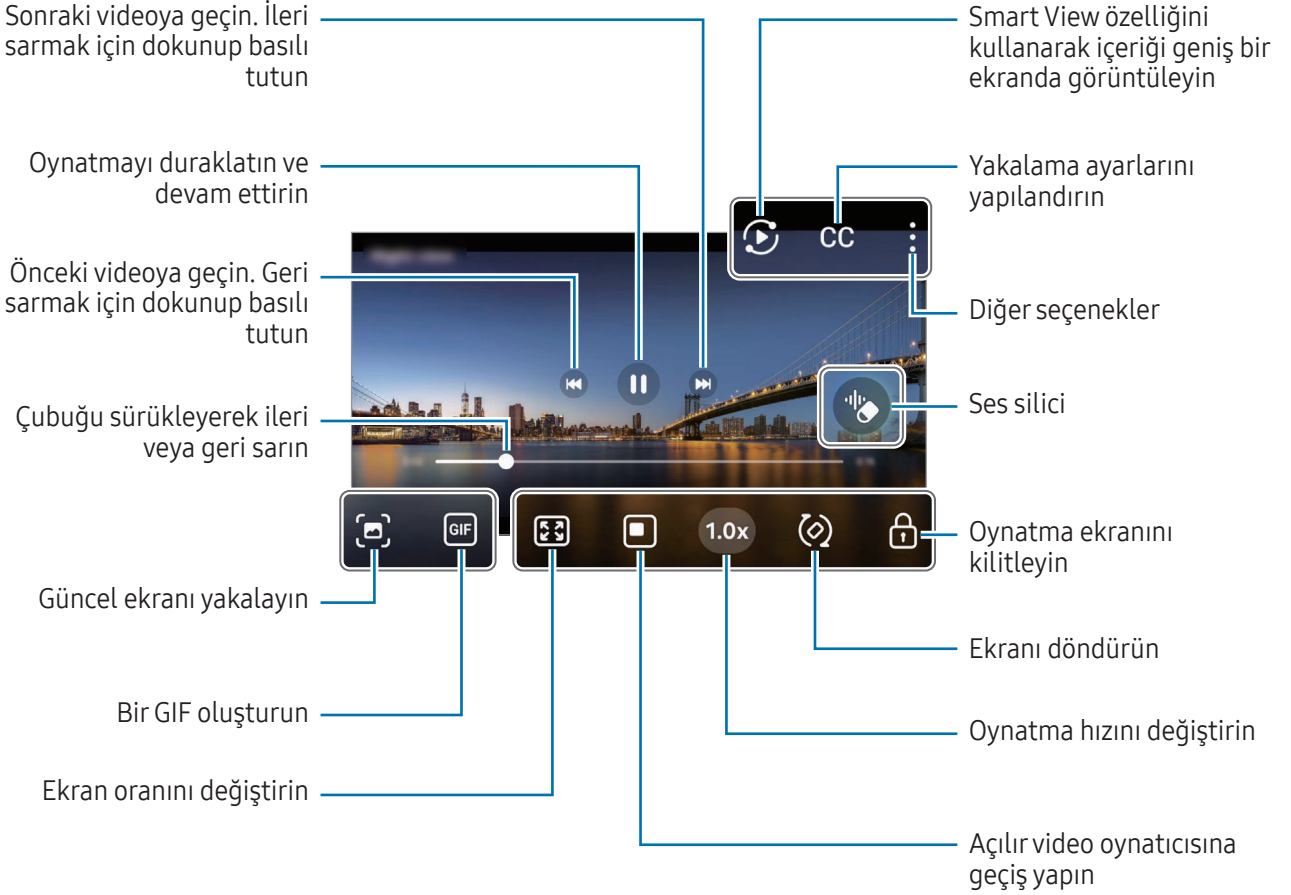 Sonraki videoya geçin. İleri
sarmak için dokunup basılı
tutun
Oynatmayı duraklatın ve
devam ettirin
Önceki videoya geçin. Geri
sarmak için dokunup basılı
tutun
Çubuğu sürükleyerek ileri
veya geri sarın
Güncel ekranı yakalayın
Bir GIF oluşturun
Ekran oranını değiştirin
CC
GIF
1.0x
Smart View özelliğini
kullanarak içeriği geniş bir
ekranda görüntüleyin
Yakalama ayarlarını
yapılandırın
Diğer seçenekler
Ses silici
Oynatma ekranını
kilitleyin
Ekranı döndürün
Oynatma hızını değiştirin
Açılır video oynatıcısına
geçiş yapın